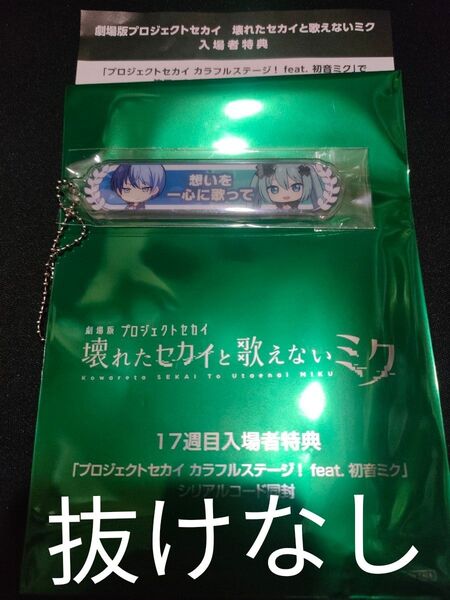 劇場版プロジェクトセカイ 壊れたセカイと歌えないミク
入場者特典
「プロジェクトセカイ カラフルステージ! feat. 初音ミク」で
想いを
一心に歌って
劇場版 プロジェクトセカイ
壊れたセカイと歌えないミク
Kowareta SEKAI To Utaenai MIKU
17週目入場者特典
「プロジェクトセカイ カラフルステージ! feat. 初音ミク」
シリアルコード同封
抜けなし